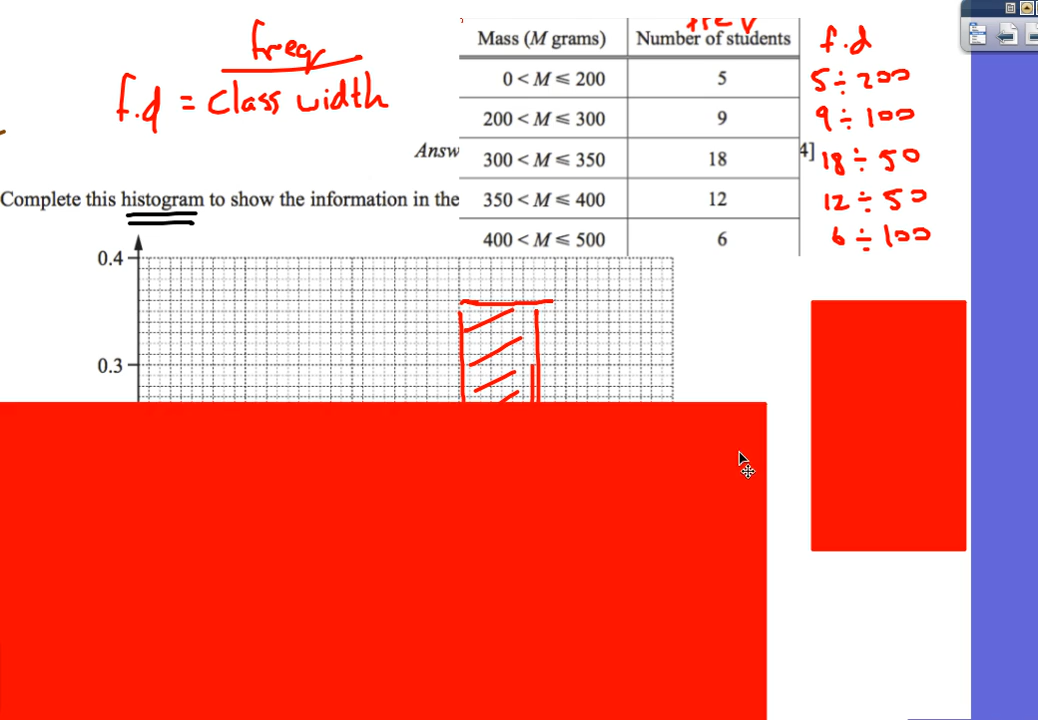 freq
f.d = class width
freq
Mass (M grams) Number of students f.d
0 < M ⩽ 200 5 5 ÷ 200
200 < M ⩽ 300 9 9 ÷ 100
Answ 4]
300 < M ⩽ 350 18 18 ÷ 50
Complete this histogram to show the information in the
350 < M ⩽ 400 12 12 ÷ 50
400 < M ⩽ 500 6 6 ÷ 100
0.4
0.3